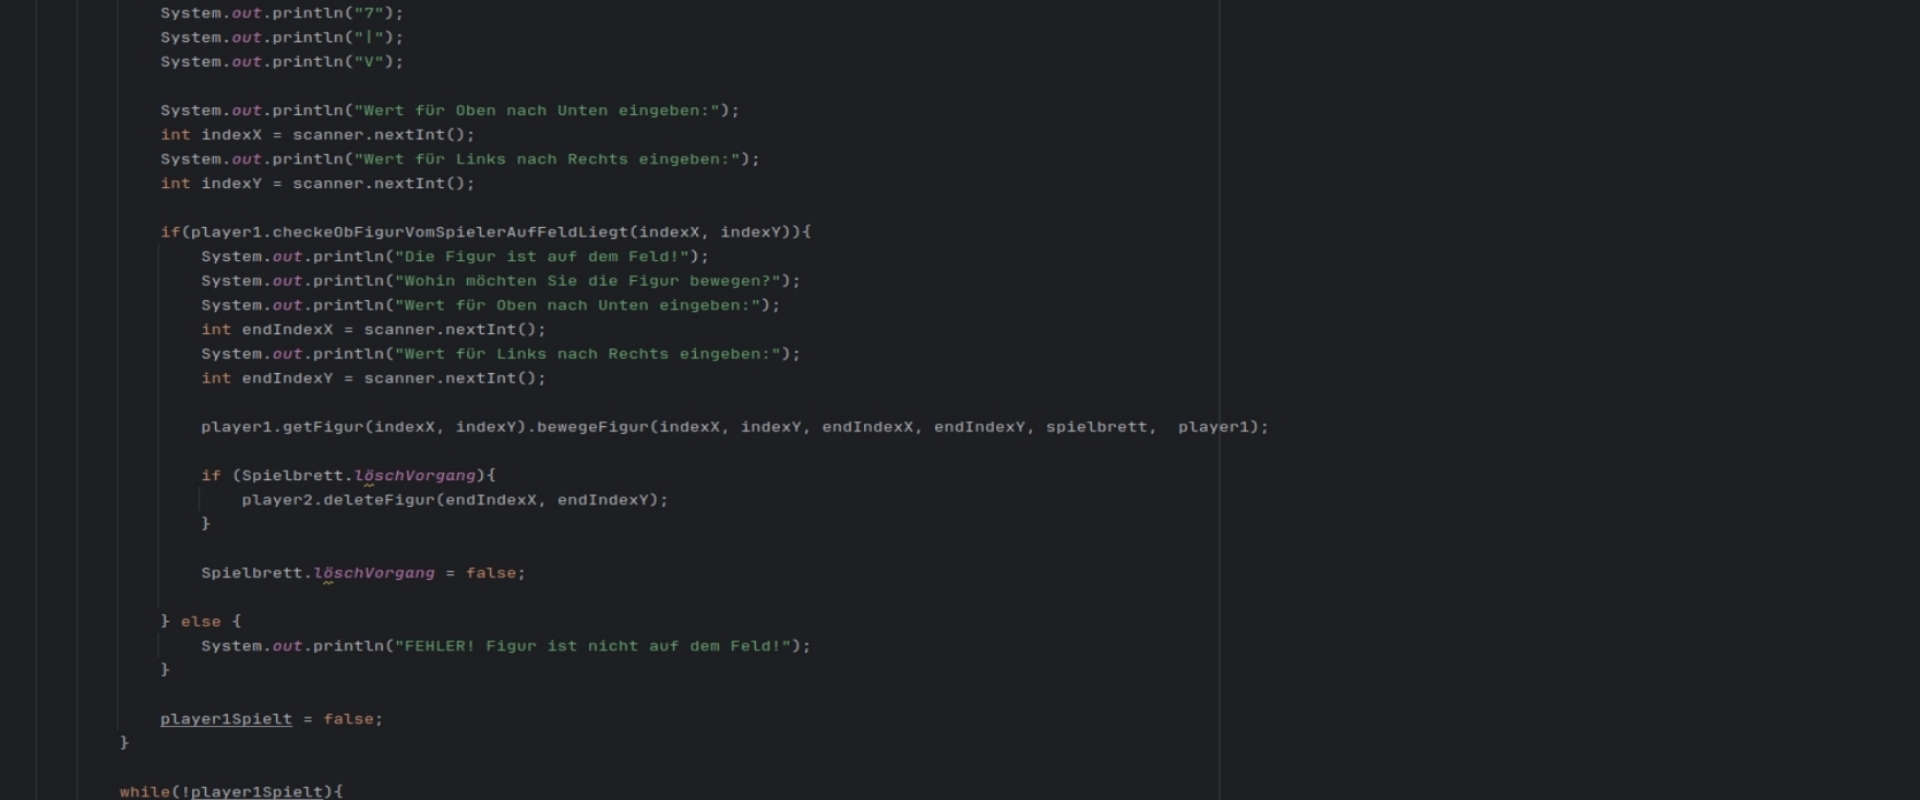 System.out.println("7");
System.out.println("|");
System.out.println("V");
System.out.println("Wert für Oben nach Unten eingeben:");
int indexX = scanner.nextInt();
System.out.println("Wert für Links nach Rechts eingeben:");
int indexY = scanner.nextInt();
if(player1.checkeObFigurVomSpielerAufFeldLiegt(indexX, indexY)){
System.out.println("Die Figur ist auf dem Feld!");
System.out.println("Wohin möchten Sie die Figur bewegen?");
System.out.println("Wert für Oben nach Unten eingeben:");
int endIndexX = scanner.nextInt();
System.out.println("Wert für Links nach Rechts eingeben:");
int endIndexY = scanner.nextInt();
player1.getFigur(indexX, indexY).bewegeFigur(indexX, indexY, endIndexX, endIndexY, spielbrett,  player1);
if (Spielbrett.löschVorgang){
player2.deleteFigur(endIndexX, endIndexY);
}
Spielbrett.löschVorgang = false;
} else {
System.out.println("FEHLER! Figur ist nicht auf dem Feld!");
}
player1Spielt = false;
}
while(!player1Spielt){